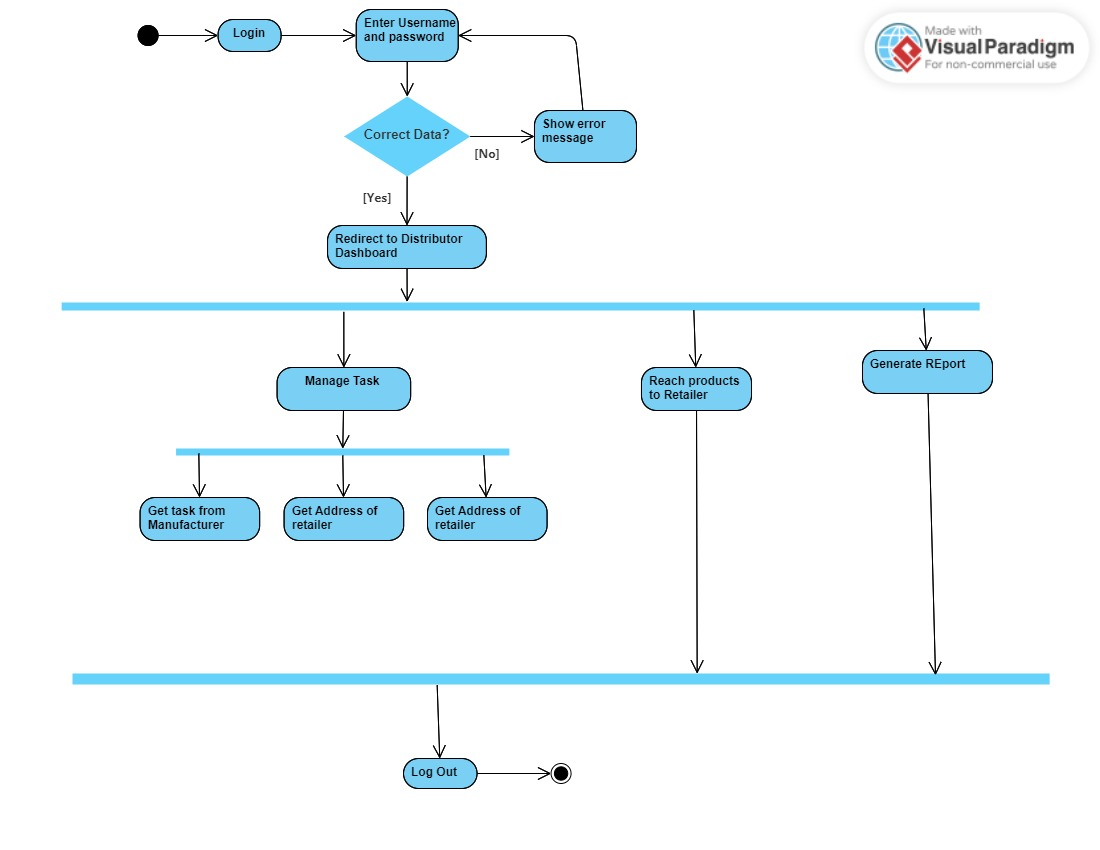 Login
Enter Username
and password
Made with
Visual Paradigm
For non-commercial use
Correct Data?
Show error
message
[No]
[Yes]
Redirect to Distributor
Dashboard
Manage Task
Reach products
to Retailer
Generate REport
Get task from
Manufacturer
Get Address of
retailer
Get Address of
retailer
Log Out